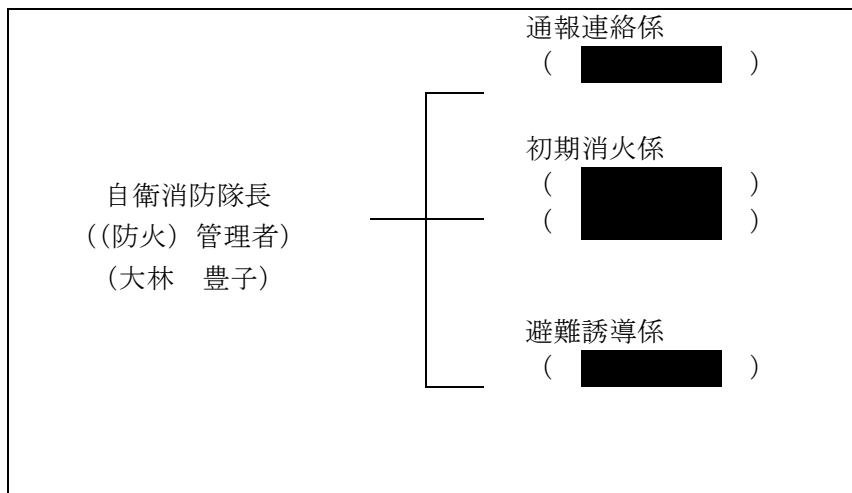 通報連絡係
（　　）
初期消火係
（　　）
（　　）
自衛消防隊長
（(防火）管理者）
（大林　豊子）
避難誘導係
（　　）